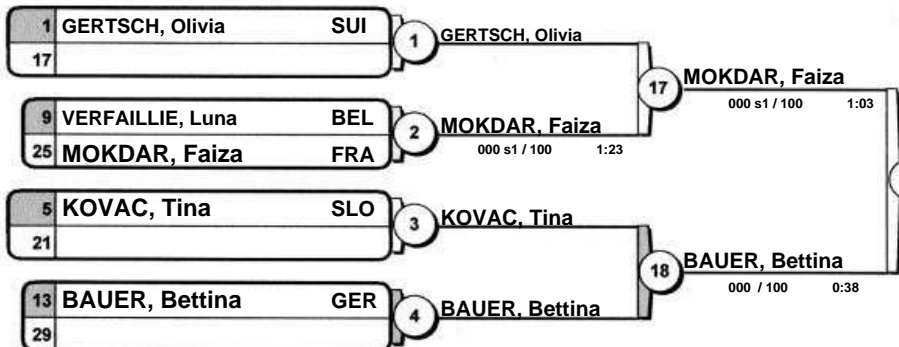 1 GERTSCH, Olivia SUI
17
1 GERTSCH, Olivia
9 VERFAILLIE, Luna BEL
25 MOKDAR, Faiza FRA
2 MOKDAR, Faiza
000 s1 / 100 1:23
17 MOKDAR, Faiza
000 s1 / 100 1:03
5 KOVAC, Tina SLO
21
3 KOVAC, Tina
13 BAUER, Bettina GER
29
4 BAUER, Bettina
18 BAUER, Bettina
000 / 100 0:38